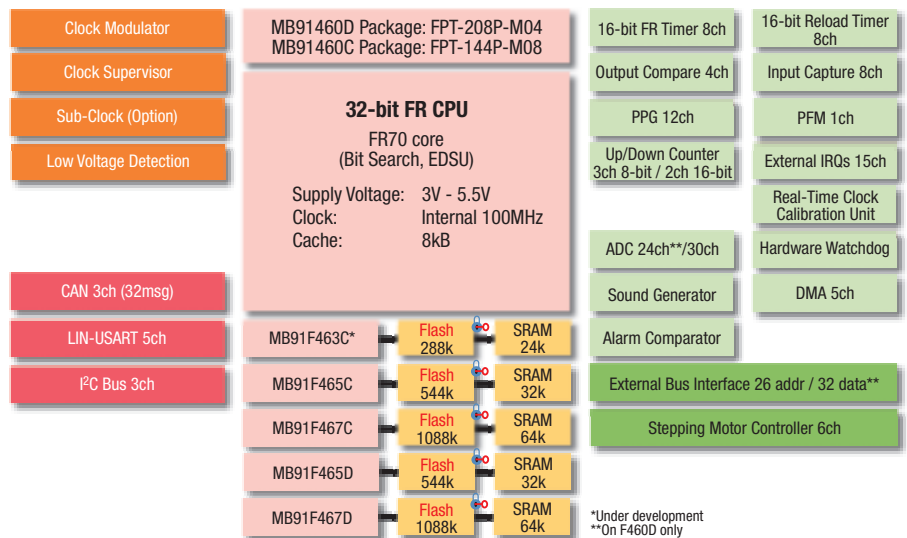 Clock Modulator
Clock Supervisor
Sub-Clock (Option)
Low Voltage Detection
CAN 3ch (32msg)
LIN-USART 5ch
I²C Bus 3ch
MB91460D Package: FPT-208P-M04
MB91460C Package: FPT-144P-M08
32-bit FR CPU
FR70 core
(Bit Search, EDSU)
Supply Voltage: 3V - 5.5V
Clock: Internal 100MHz
Cache: 8kB
MB91F463C*
Flash
288k
SRAM
24k
MB91F465C
Flash
544k
SRAM
32k
MB91F467C
Flash
1088k
SRAM
64k
MB91F465D
Flash
544k
SRAM
32k
MB91F467D
Flash
1088k
SRAM
64k
16-bit FR Timer 8ch
16-bit Reload Timer
8ch
Output Compare 4ch
Input Capture 8ch
PPG 12ch
PFM 1ch
Up/Down Counter
3ch 8-bit / 2ch 16-bit
External IRQs 15ch
Real-Time Clock
Calibration Unit
ADC 24ch**/30ch
Hardware Watchdog
Sound Generator
DMA 5ch
Alarm Comparator
External Bus Interface 26 addr / 32 data**
Stepping Motor Controller 6ch
*Under development
**On F460D only